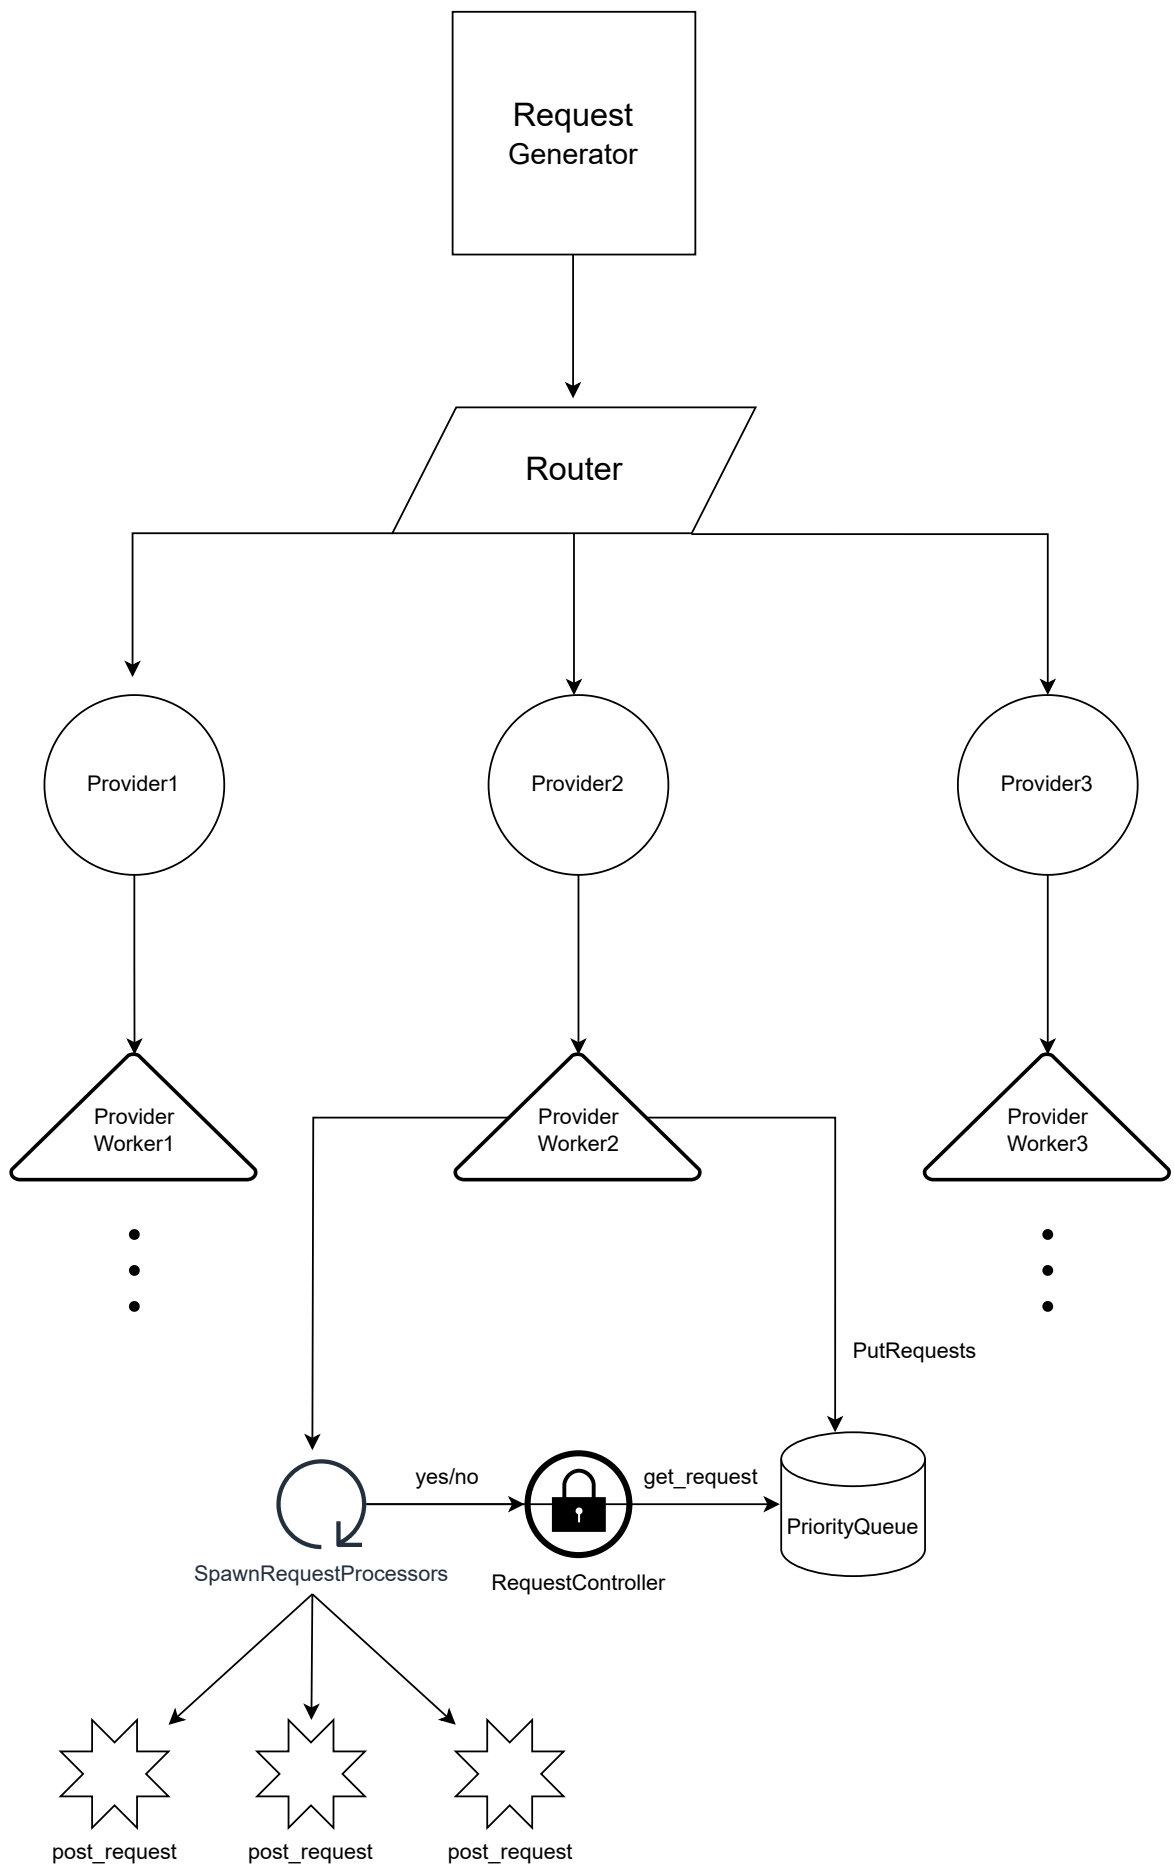 Request
Generator
Router
Provider1
Provider2
Provider3
Provider
Worker1
Provider
Worker2
Provider
Worker3
PutRequests
yes/no
get_request
PriorityQueue
SpawnRequestProcessors
RequestController
post_request
post_request
post_request